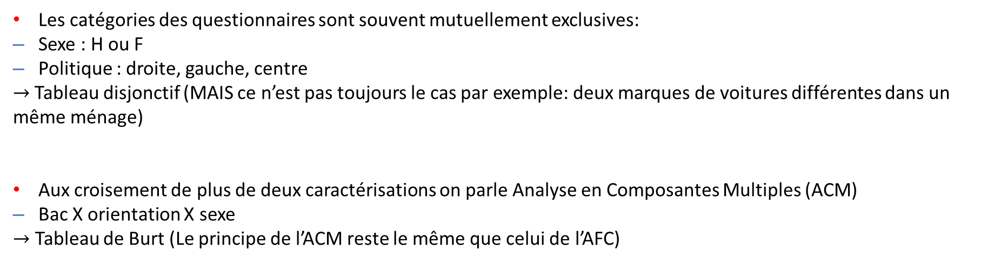 • Les catégories des questionnaires sont souvent mutuellement exclusives:
– Sexe : H ou F
– Politique : droite, gauche, centre
→ Tableau disjonctif (MAIS ce n’est pas toujours le cas par exemple: deux marques de voitures différentes dans un
même ménage)
• Aux croisement de plus de deux caractérisations on parle Analyse en Composantes Multiples (ACM)
– Bac X orientation X sexe
→ Tableau de Burt (Le principe de l’ACM reste le même que celui de l’AFC)